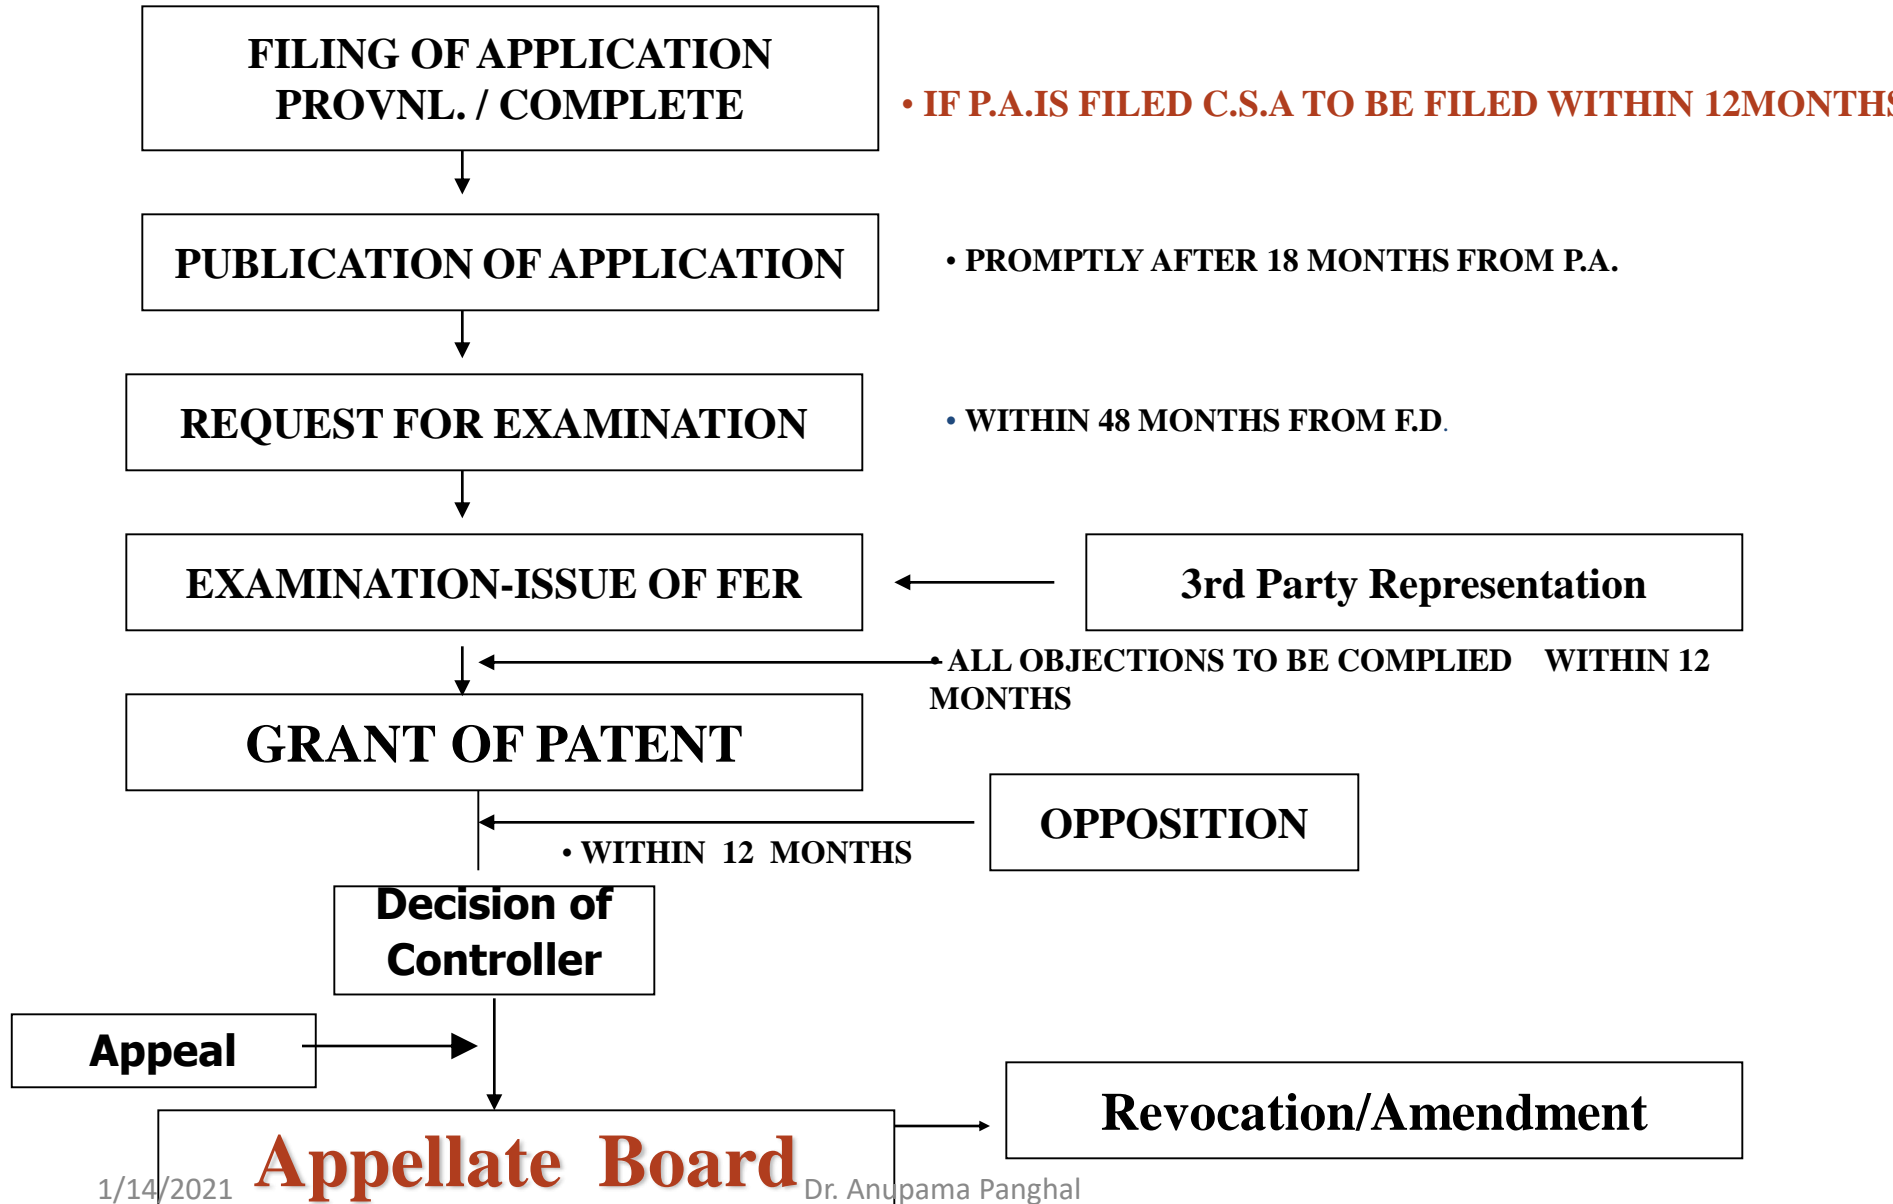 FILING OF APPLICATION
PROVNL. / COMPLETE
• IF P.A.IS FILED C.S.A TO BE FILED WITHIN 12MONTHS
PUBLICATION OF APPLICATION
• PROMPTLY AFTER 18 MONTHS FROM P.A.
REQUEST FOR EXAMINATION
• WITHIN 48 MONTHS FROM F.D.
EXAMINATION-ISSUE OF FER
3rd Party Representation
• ALL OBJECTIONS TO BE COMPLIED WITHIN 12
MONTHS
GRANT OF PATENT
OPPOSITION
• WITHIN 12 MONTHS
Decision of
Controller
Appeal
Revocation/Amendment
Appellate Board
1/14/2021
Dr. Anupama Panghal